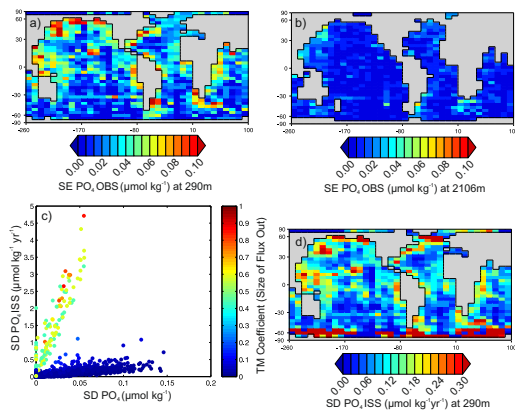 a)
90
60
30
0
-30
-60
-90
-260 -170 -80 10 100
0.00 0.02 0.04 0.06 0.08 0.10
SE PO4 OBS (μmol kg-1) at 290m
b)
90
60
30
0
-30
-60
-90
-260 -170 -80 10 100
0.00 0.02 0.04 0.06 0.08 0.10
SE PO4 OBS (μmol kg-1) at 2106m
c)
SD PO4 ISS (μmol kg-1 yr-1)
5
4.5
4
3.5
3
2.5
2
1.5
1
0.5
0
0 0.05 0.1 0.15 0.2
SD PO4 (μmol kg-1)
1
0.9
0.8
0.7
0.6
0.5
0.4
0.3
0.2
0.1
0
TM Coefficient (Size of Flux Out)
d)
90
60
30
0
-30
-60
-90
-260 -170 -80 10 100
0.00 0.06 0.12 0.18 0.24 0.30
SD PO4 ISS (μmol kg-1yr-1) at 290m